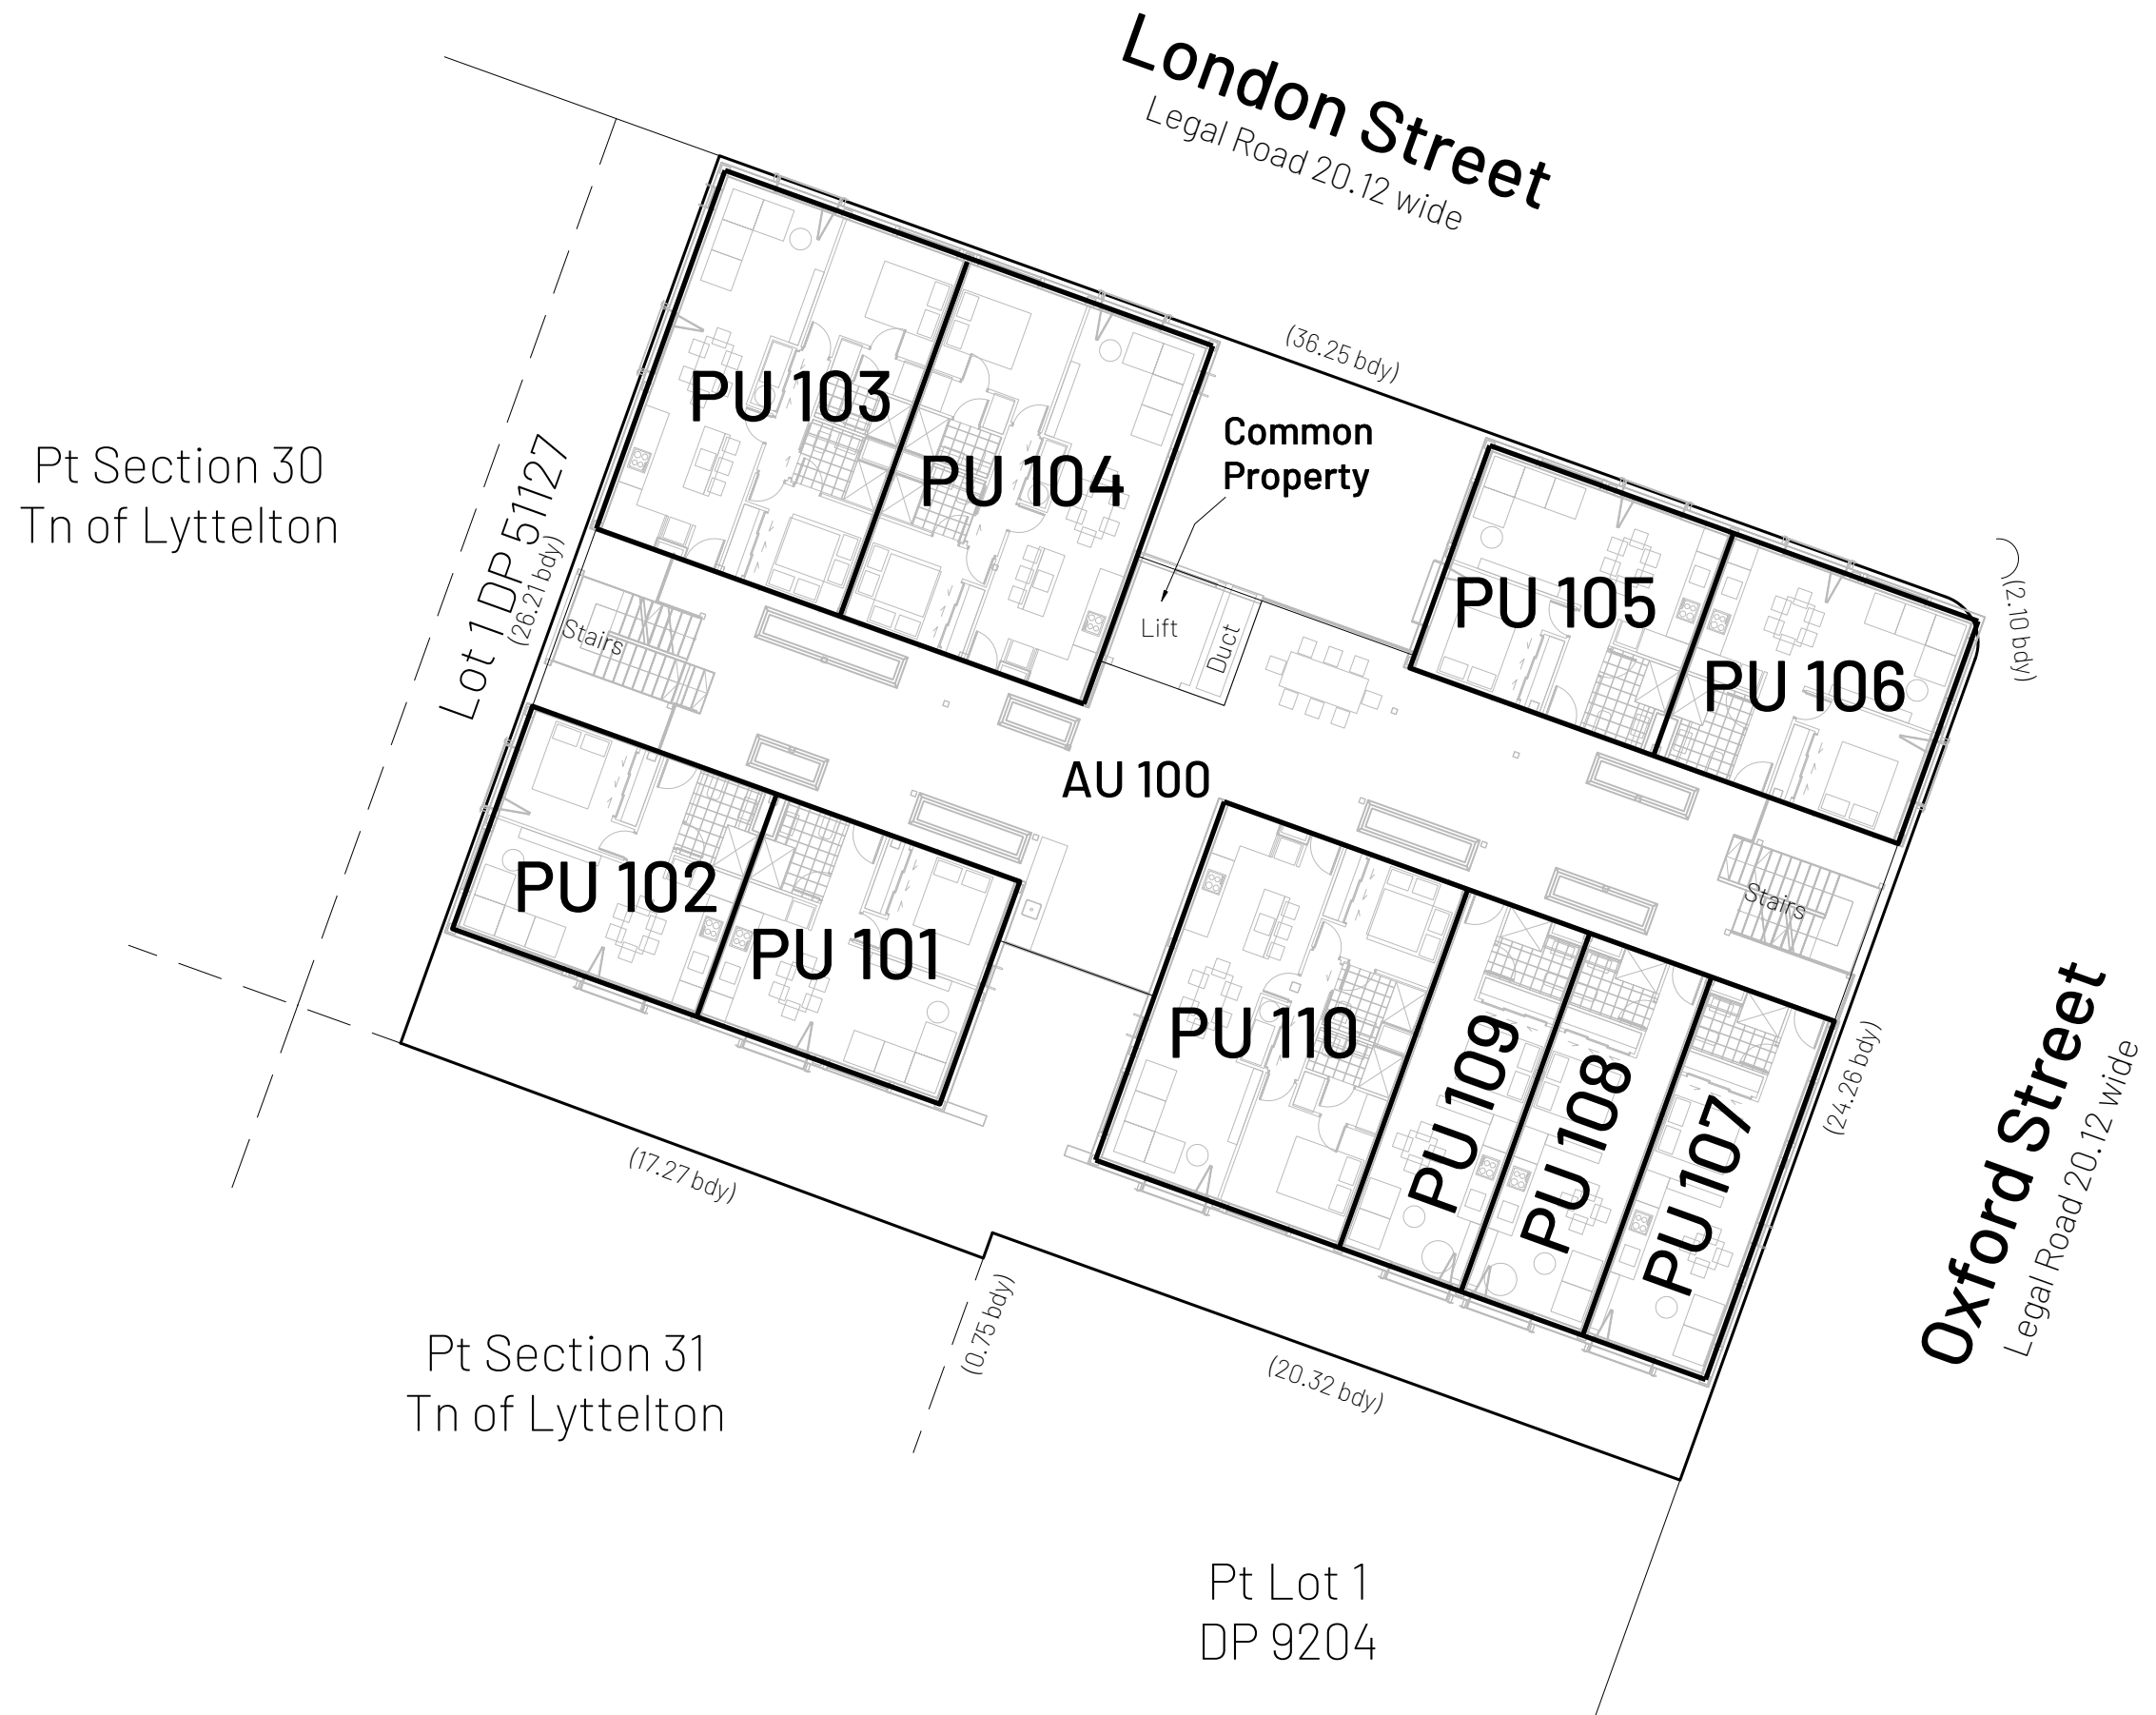 London Street
Legal Road 20.12 wide
(36.25 bdy)
Common
Property
PU 103
PU 104
Pt Section 30
Tn of Lyttelton
Lot 1 DP 51127
(26.21 bdy)
Stairs
Lift
Duct
PU 105
PU 106
(2.10 bdy)
AU 100
PU 102
PU 101
Stairs
PU 110
PU 109
PU 108
PU 107
(24.26 bdy)
Oxford Street
Legal Road 20.12 wide
(17.27 bdy)
(0.75 bdy)
(20.32 bdy)
Pt Section 31
Tn of Lyttelton
Pt Lot 1
DP 9204